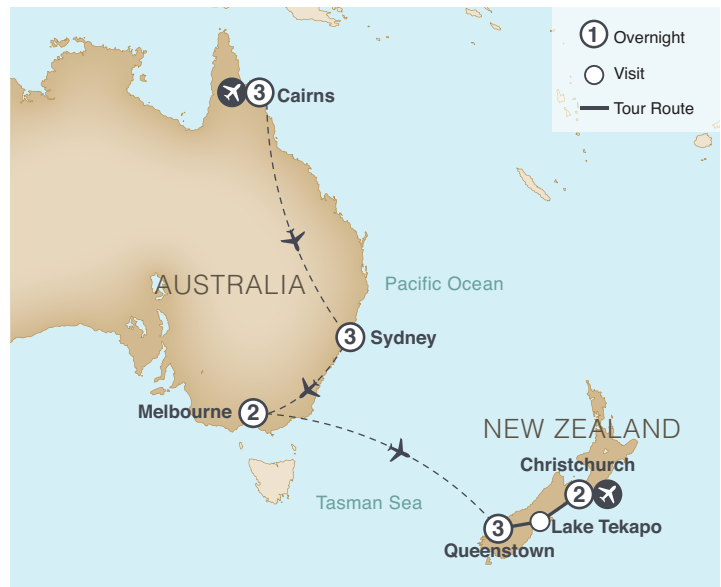 1 Overnight
Visit
Tour Route
3 Cairns
AUSTRALIA
Pacific Ocean
3 Sydney
Melbourne 2
NEW ZEALAND
Christchurch
2
Tasman Sea
3
Lake Tekapo
Queenstown